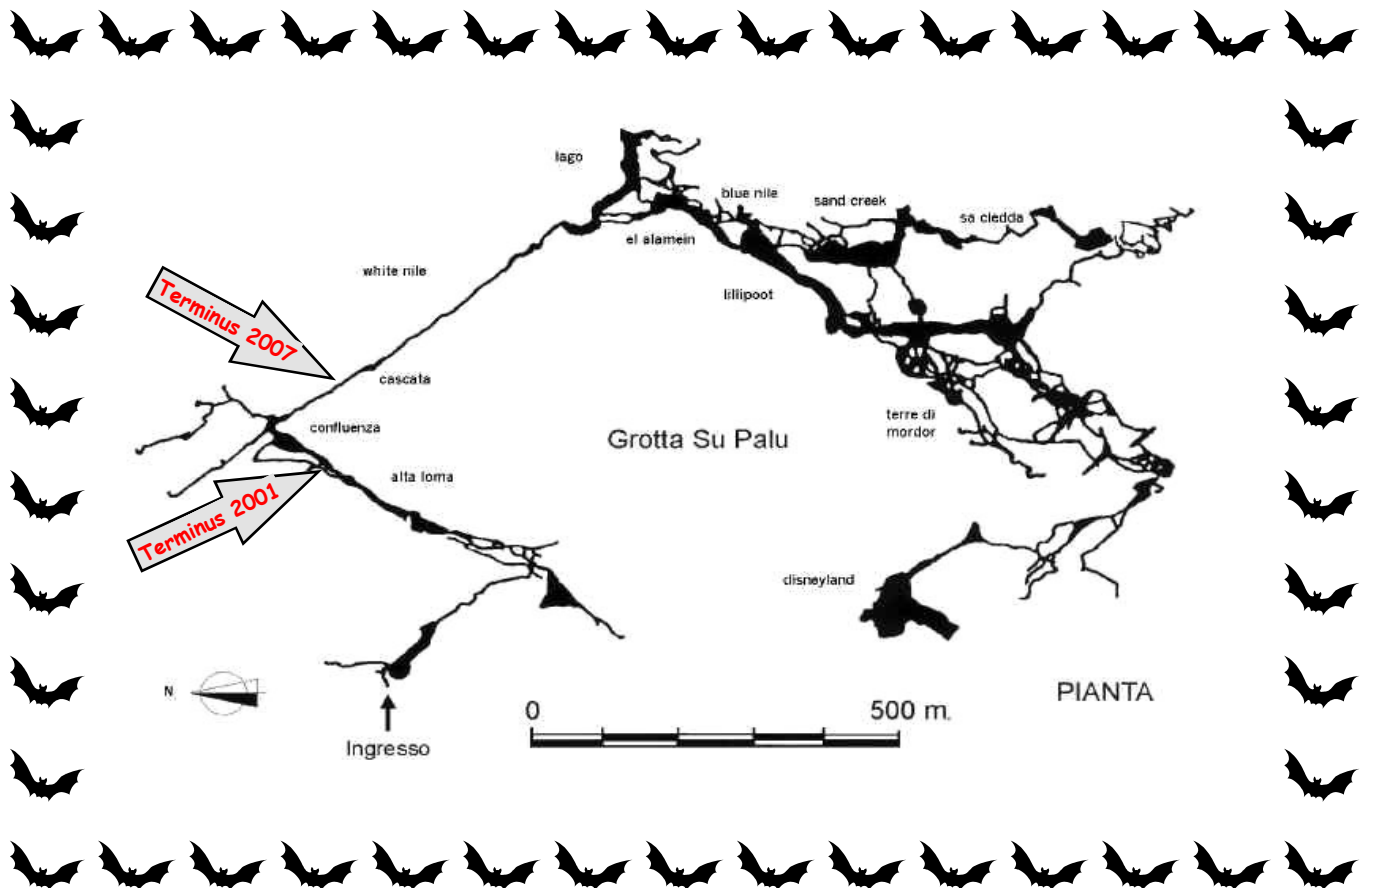 lago
blue nile
sand creek
sa cledda
el alamein
white nile
lillipoot
Terminus 2007
cascata
confluenza
terre di
mordor
Grotta Su Palu
alta loma
Terminus 2001
disneyland
N
PIANTA
0
500 m.
Ingresso